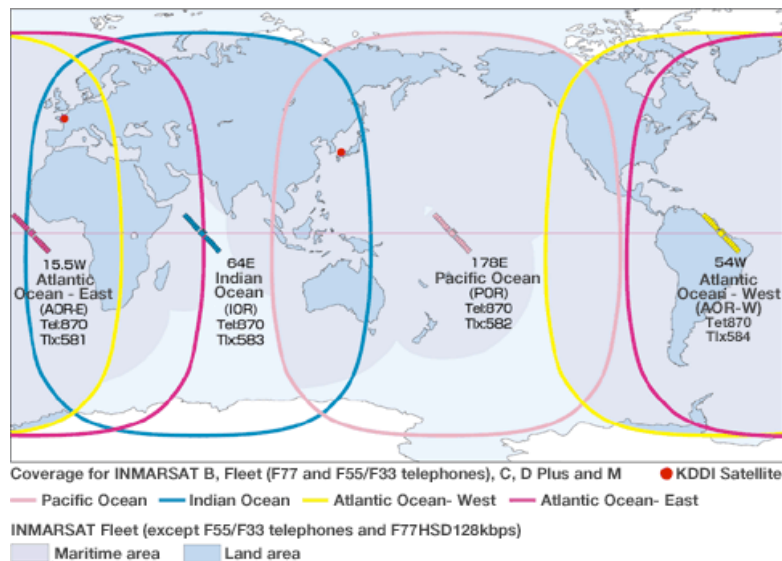 15.5W
Atlantic
Ocean - East
(AOR-E)
Tel:870
Tlx:581
64E
Indian
Ocean
(IOR)
Tel:870
Tlx:583
178E
Pacific Ocean
(POR)
Tel:870
Tlx:582
54W
Atlantic
Ocean - West
(AOR-W)
Tel:870
Tlx:584
Coverage for INMARSAT B, Fleet (F77 and F55/F33 telephones), C, D Plus and M
KDDI Satellite
Pacific Ocean
Indian Ocean
Atlantic Ocean- West
Atlantic Ocean- East
INMARSAT Fleet (except F55/F33 telephones and F77HSD128kbps)
Maritime area
Land area